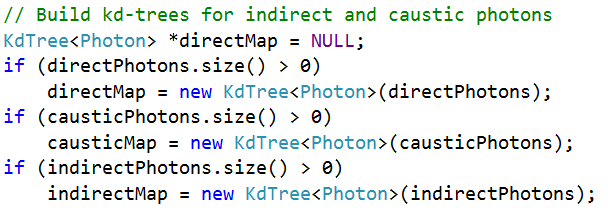 // Build kd-trees for indirect and caustic photons
KdTree<Photon> *directMap = NULL;
if (directPhotons.size() > 0)
    directMap = new KdTree<Photon>(directPhotons);
if (causticPhotons.size() > 0)
    causticMap = new KdTree<Photon>(causticPhotons);
if (indirectPhotons.size() > 0)
    indirectMap = new KdTree<Photon>(indirectPhotons);